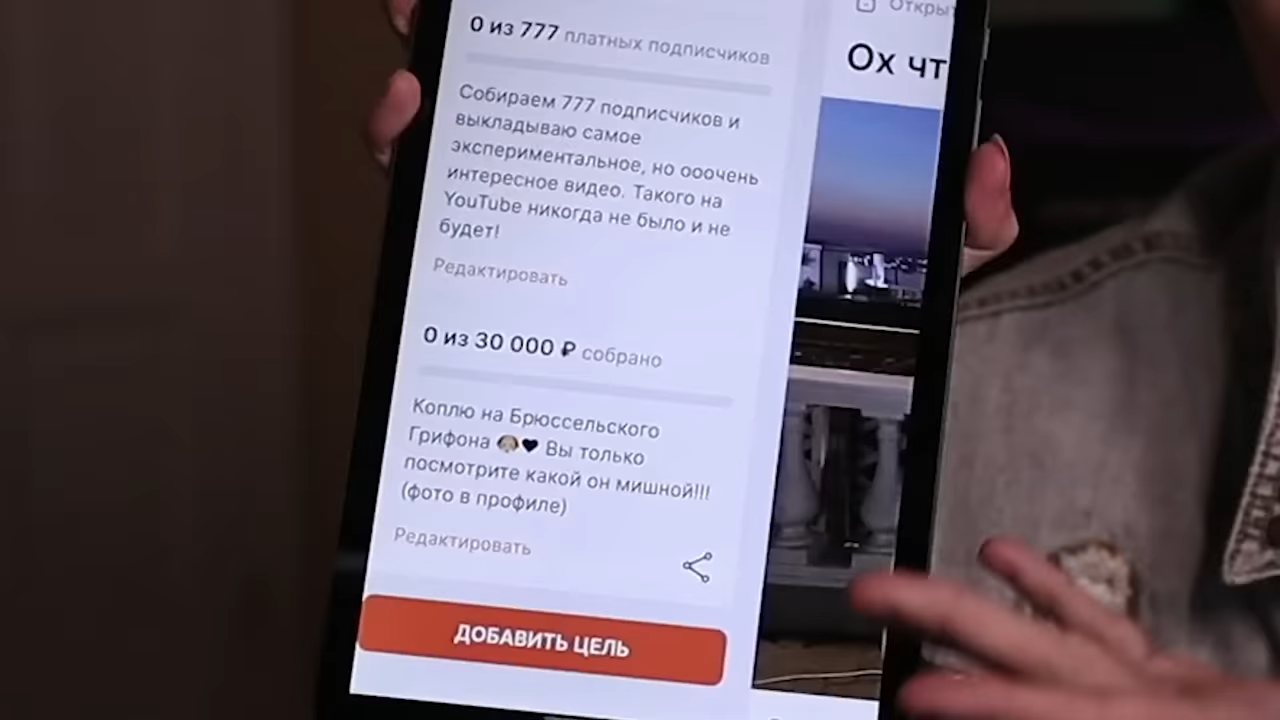 0 из 777 платных подписчиков
Собираем 777 подписчиков и
выкладываю самое
экспериментальное, но ооочень
интересное видео. Такого на
YouTube никогда не было и не
будет!
Редактировать
0 из 30 000 ₽ собрано
Коплю на Брюссельского
Грифона 🐶🖤 Вы только
посмотрите какой он мишной!!!
(фото в профиле)
Редактировать
ДОБАВИТЬ ЦЕЛЬ
Откры
Ох чт